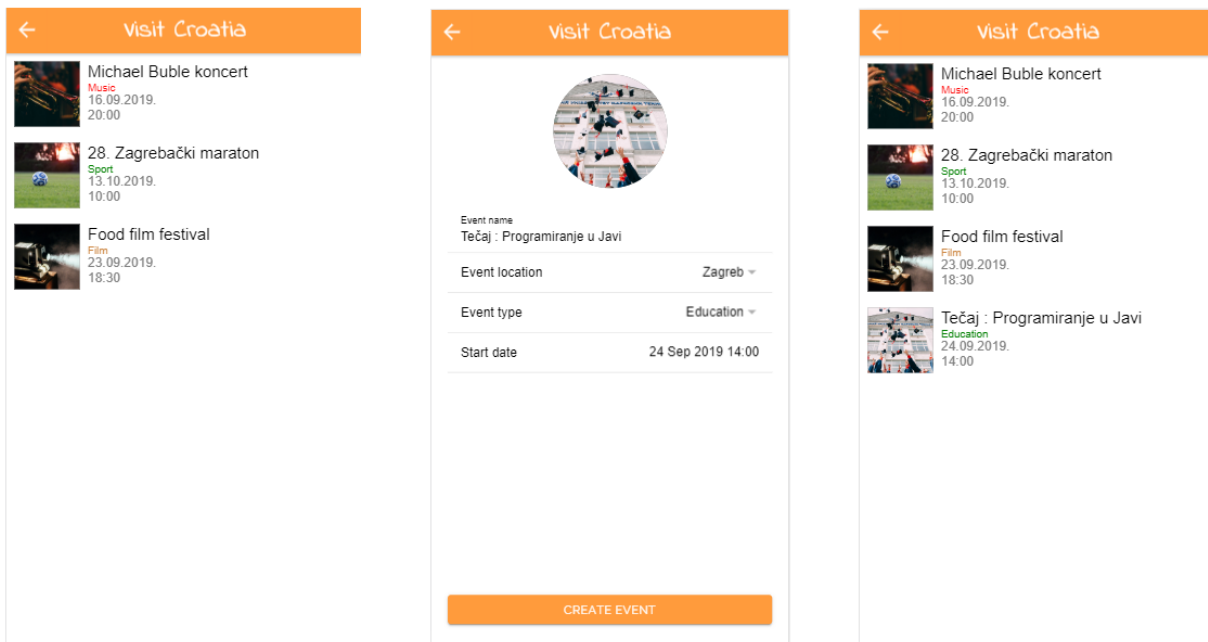 Visit Croatia
Michael Buble koncert
Music
16.09.2019.
20:00
28. Zagrebački maraton
Sport
13.10.2019.
10:00
Food film festival
Film
23.09.2019.
18:30
Visit Croatia
Event name
Tečaj : Programiranje u Javi
Event location Zagreb
Event type Education
Start date 24 Sep 2019 14:00
CREATE EVENT
Visit Croatia
Michael Buble koncert
Music
16.09.2019.
20:00
28. Zagrebački maraton
Sport
13.10.2019.
10:00
Food film festival
Film
23.09.2019.
18:30
Tečaj : Programiranje u Javi
Education
24.09.2019.
14:00